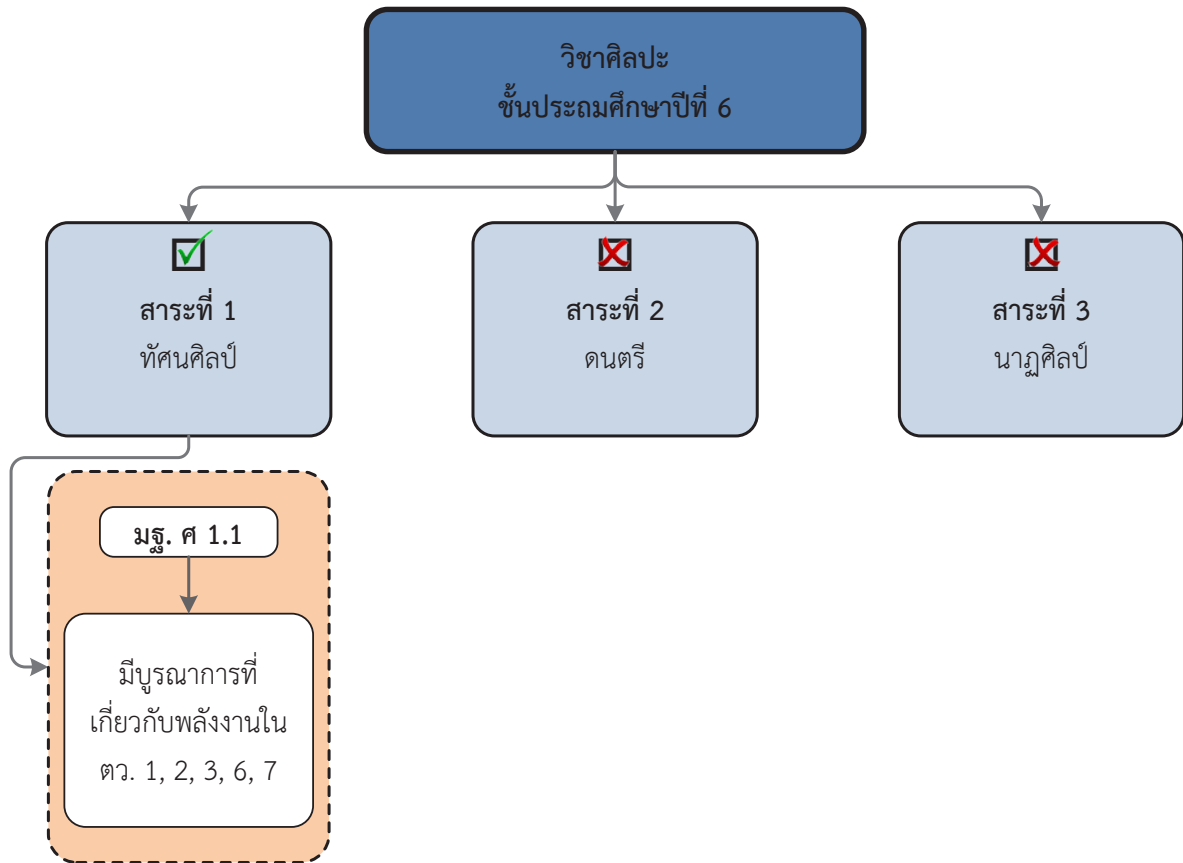 วิชาศิลปะ
ชั้นประถมศึกษาปีที่ 6
สาระที่ 1
ทัศนศิลป์
สาระที่ 2
ดนตรี
สาระที่ 3
นาฏศิลป์
มฐ. ศ 1.1
มีบูรณาการที่
เกี่ยวกับพลังงานใน
ตว. 1, 2, 3, 6, 7